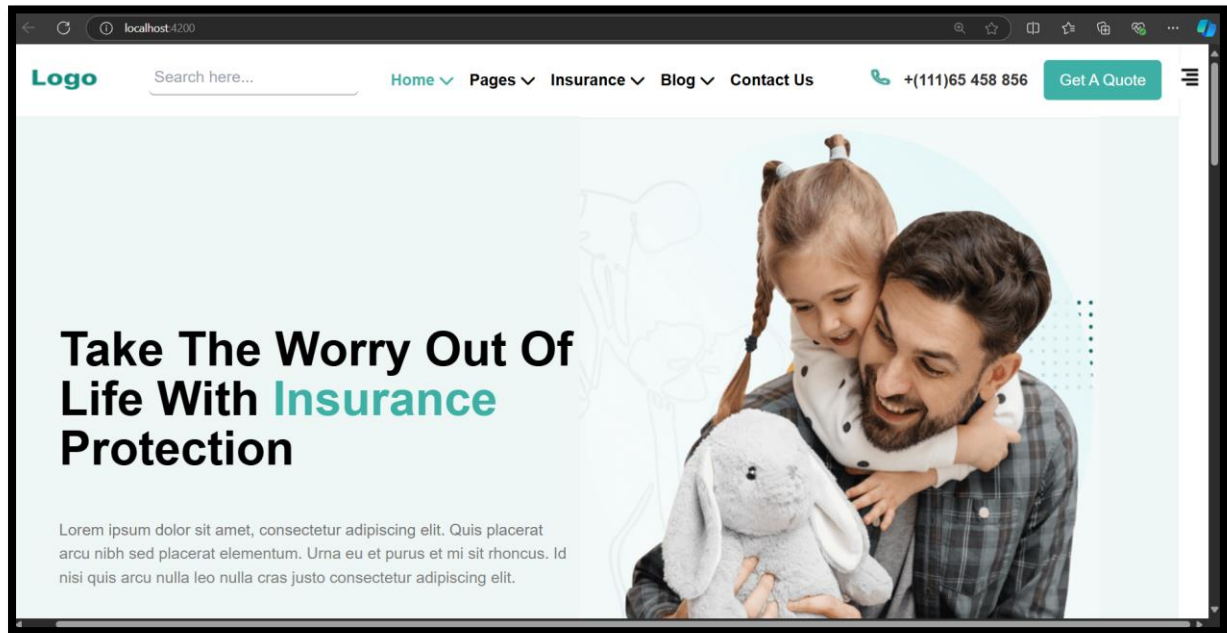 localhost:4200
Logo
Search here...
Home Pages Insurance Blog Contact Us
+(111)65 458 856
Get A Quote
Take The Worry Out Of
Life With Insurance
Protection
Lorem ipsum dolor sit amet, consectetur adipiscing elit. Quis placerat
arcu nibh sed placerat elementum. Urna eu et purus et mi sit rhoncus. Id
nisi quis arcu nulla leo nulla cras justo consectetur adipiscing elit.